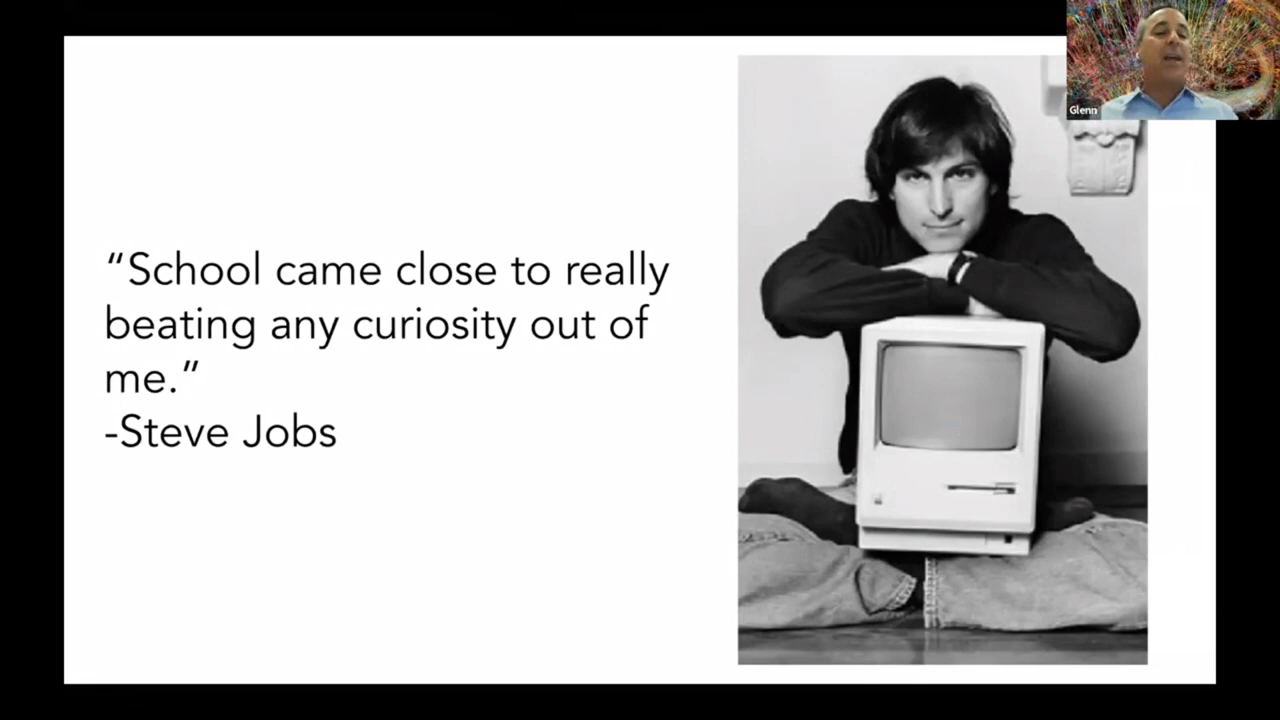 “School came close to really
beating any curiosity out of
me.”
-Steve Jobs
Glenn